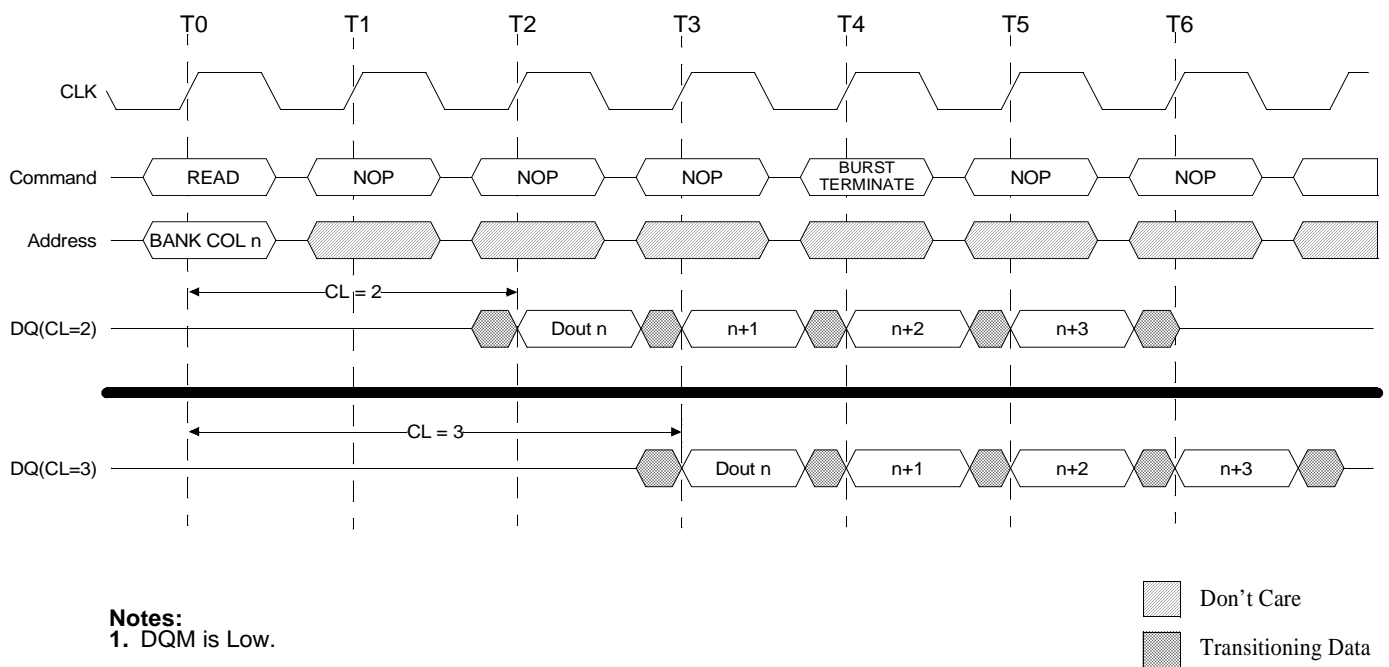 T0 T1 T2 T3 T4 T5 T6
CLK
Command READ NOP NOP NOP BURST TERMINATE NOP NOP
Address BANK COL n
CL = 2
DQ(CL=2) Dout n n+1 n+2 n+3
CL = 3
DQ(CL=3) Dout n n+1 n+2 n+3
Don't Care
Notes:
1. DQM is Low.
Transitioning Data